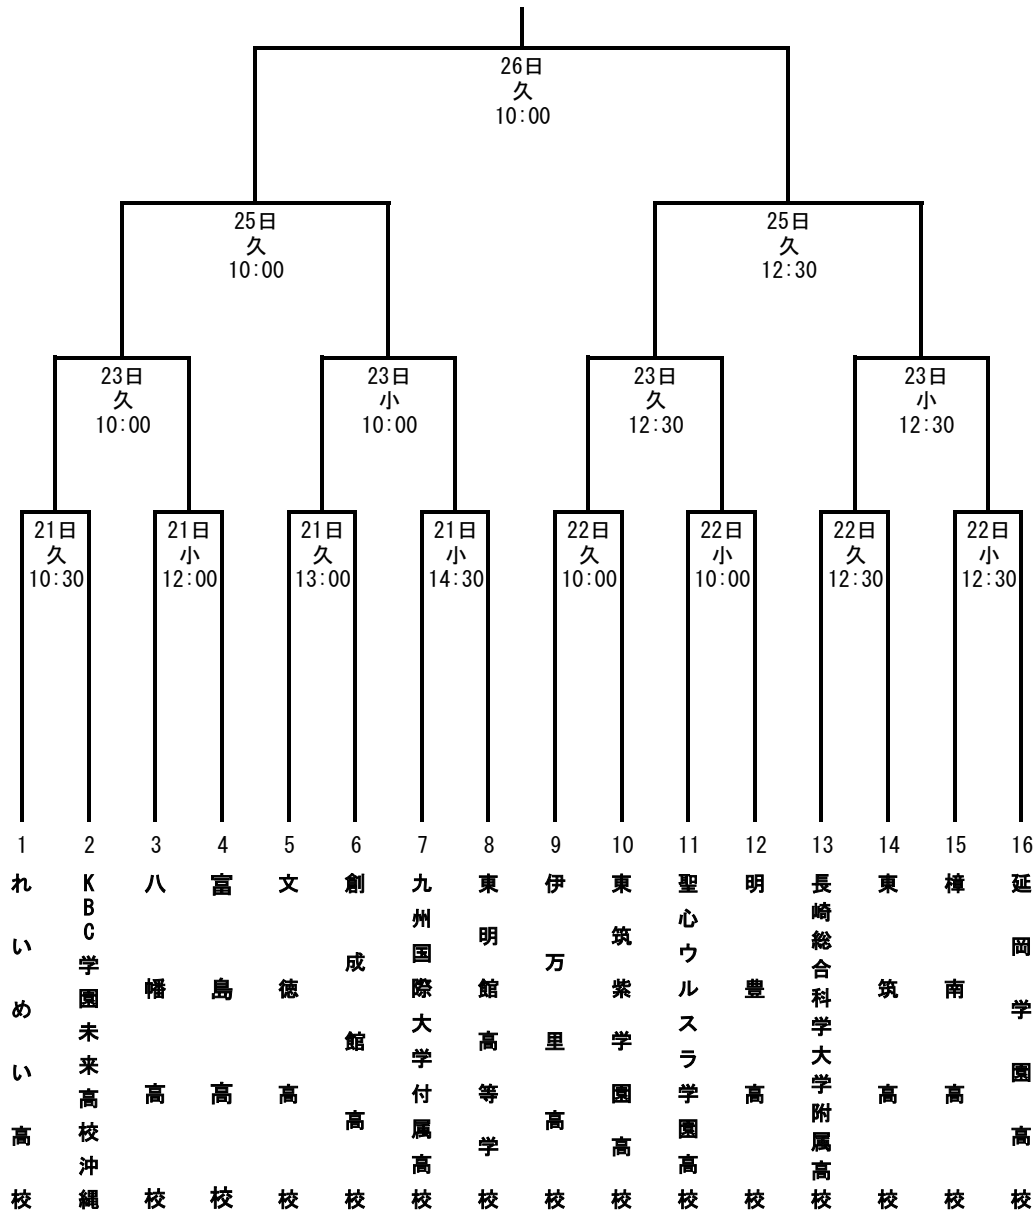 26日
久
10:00
25日
久
10:00
25日
久
12:30
23日
久
10:00
23日
小
10:00
23日
久
12:30
23日
小
12:30
21日
久
10:30
21日
小
12:00
21日
久
13:00
21日
小
14:30
22日
久
10:00
22日
小
10:00
22日
久
12:30
22日
小
12:30
1
れいめい高校
2
KBC学園未来高校沖縄
3
八幡高校
4
富島高校
5
文徳高校
6
創成館高校
7
九州国際大学付属高校
8
東明館高等学校
9
伊万里高校
10
東筑紫学園高校
11
聖心ウルスラ学園高校
12
明豊高校
13
長崎総合科学大学附属高校
14
東筑高校
15
樟南高校
16
延岡学園高校